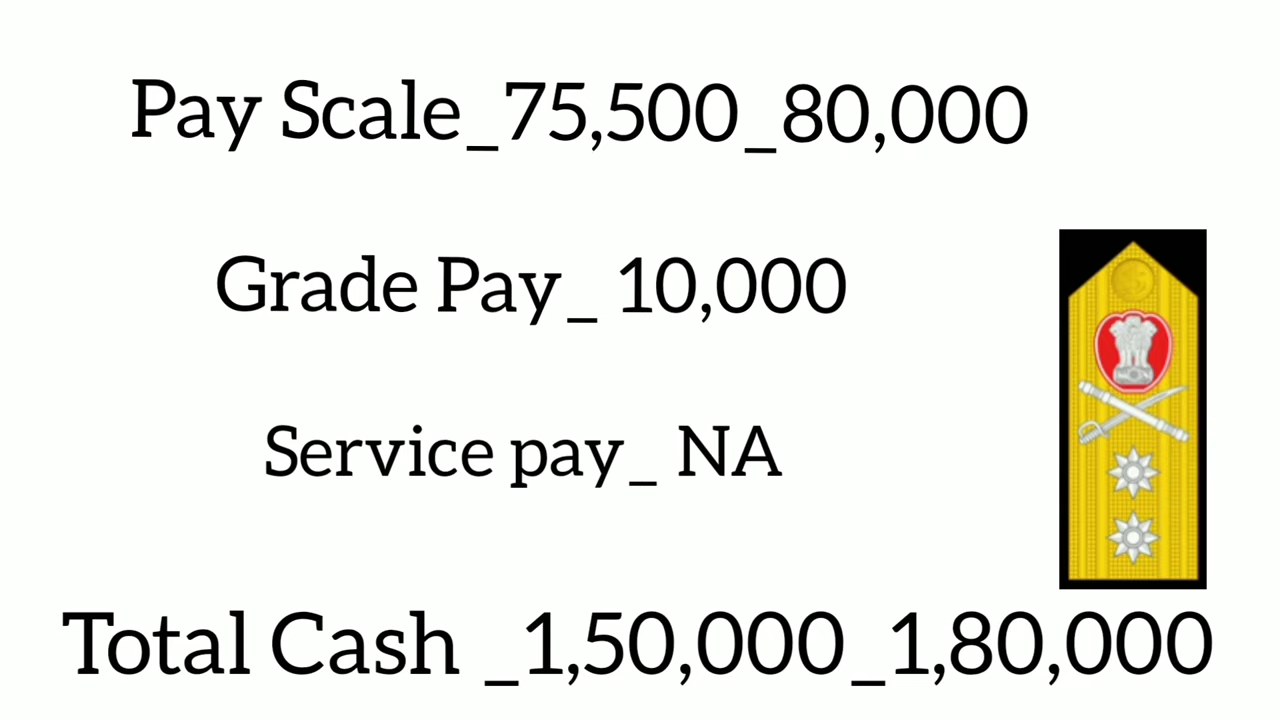 Pay Scale_75,500_80,000
Grade Pay_ 10,000
Service pay_ NA
Total Cash _1,50,000_1,80,000